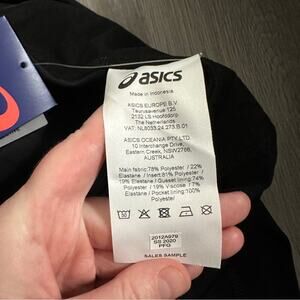 asics
Made in Indonesia
ASICS EUROPE B.V.
Taurusavenue 125
2132 LS Hoofddorp
The Netherlands
VAT: NL8033.24.273.B.01
ASICS OCEANIA PTY LTD
10 Interchange Drive,
Eastern Creek, NSW2766,
AUSTRALIA
Main fabric:78% Polyester / 22%
Elastane / Insert:81% Polyester /
19% Elastane / Gusset lining:74%
Polyester / 19% Viscose / 7%
Elastane / Pocket lining:100%
Polyester
2012A979
SS 2020
PFO
SALES SAMPLE